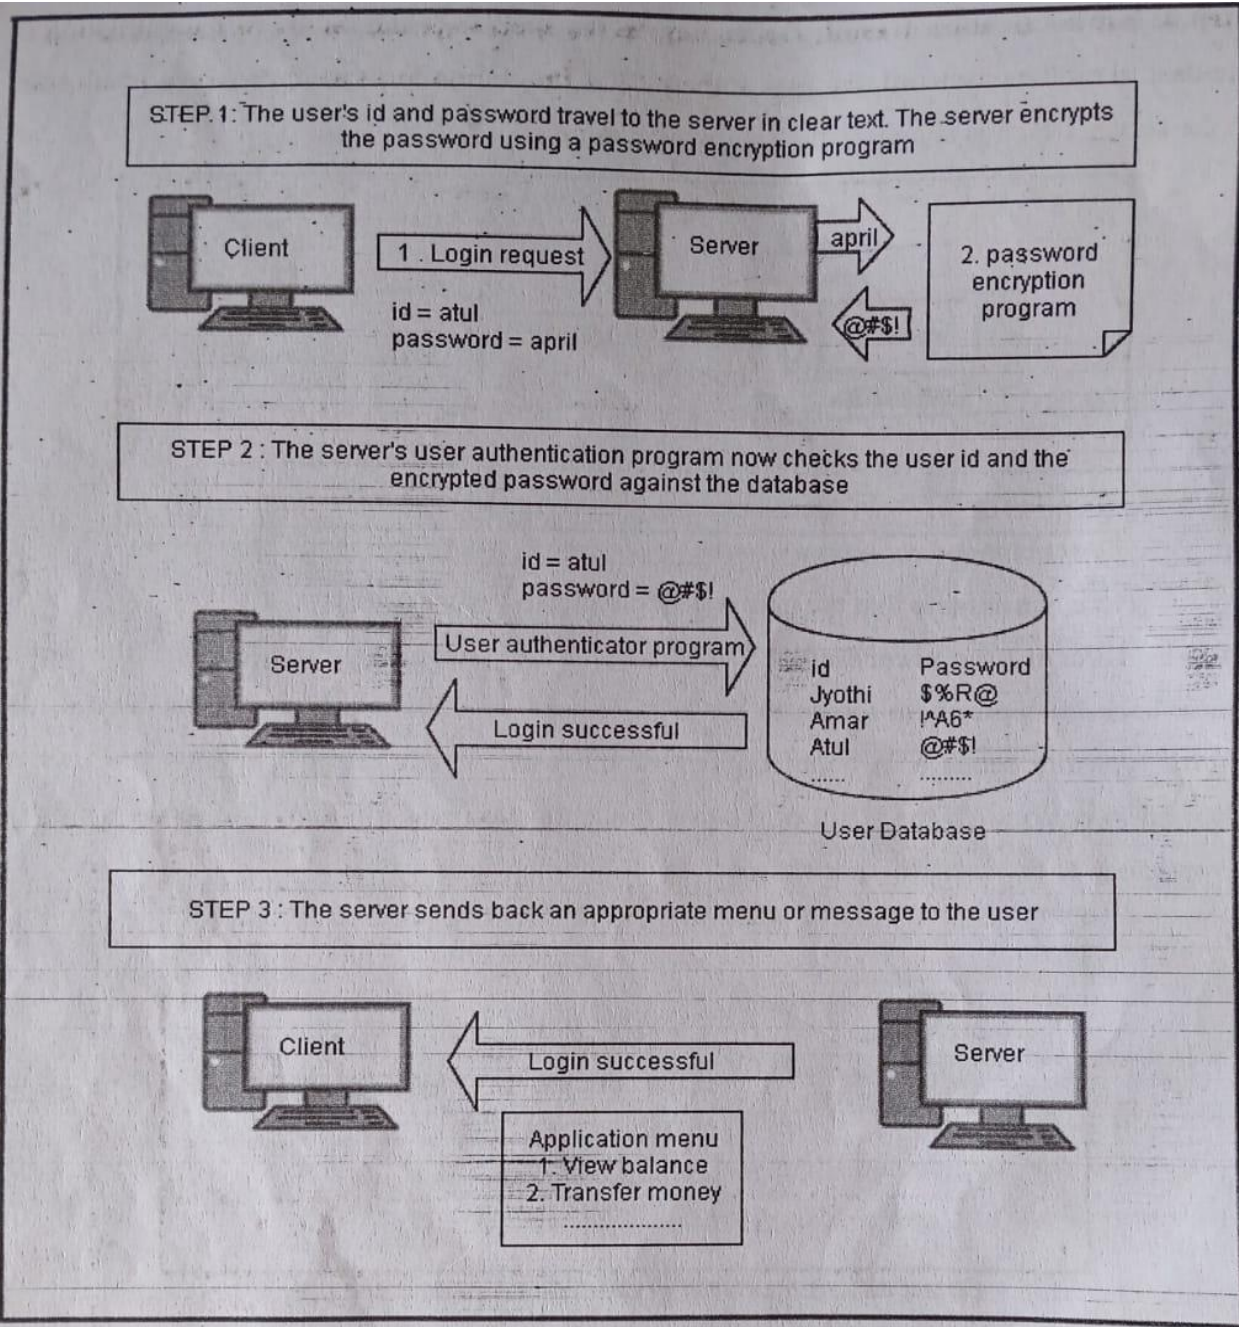 STEP 1: The user's id and password travel to the server in clear text. The server encrypts
the password using a password encryption program
Client
1 . Login request
id = atul
password = april
Server
april
@#$!
2. password
encryption
program
STEP 2 : The server's user authentication program now checks the user id and the
encrypted password against the database
id = atul
password = @#$!
Server
User authenticator program
Login successful
id Password
Jyothi $%R@
Amar !^A6*
Atul @#$!
...... .........
User Database
STEP 3 : The server sends back an appropriate menu or message to the user
Client
Login successful
Server
Application menu
1. View balance
2. Transfer money
....................